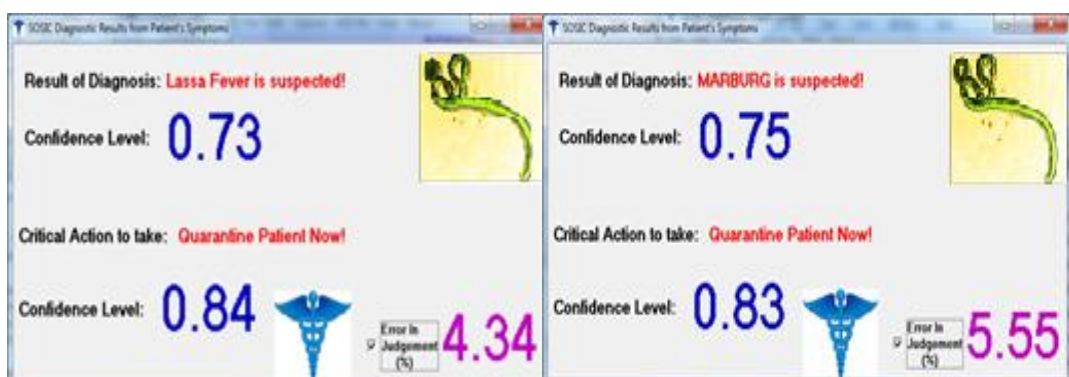 SOSIC Diagnostic Results from Patient's Symptoms
Result of Diagnosis: Lassa Fever is suspected!
Confidence Level: 0.73
Critical Action to take: Quarantine Patient Now!
Confidence Level: 0.84
Error In
Judgement
(%)
4.34
SOSIC Diagnostic Results from Patient's Symptoms
Result of Diagnosis: MARBURG is suspected!
Confidence Level: 0.75
Critical Action to take: Quarantine Patient Now!
Confidence Level: 0.83
Error In
Judgement
(%)
5.55